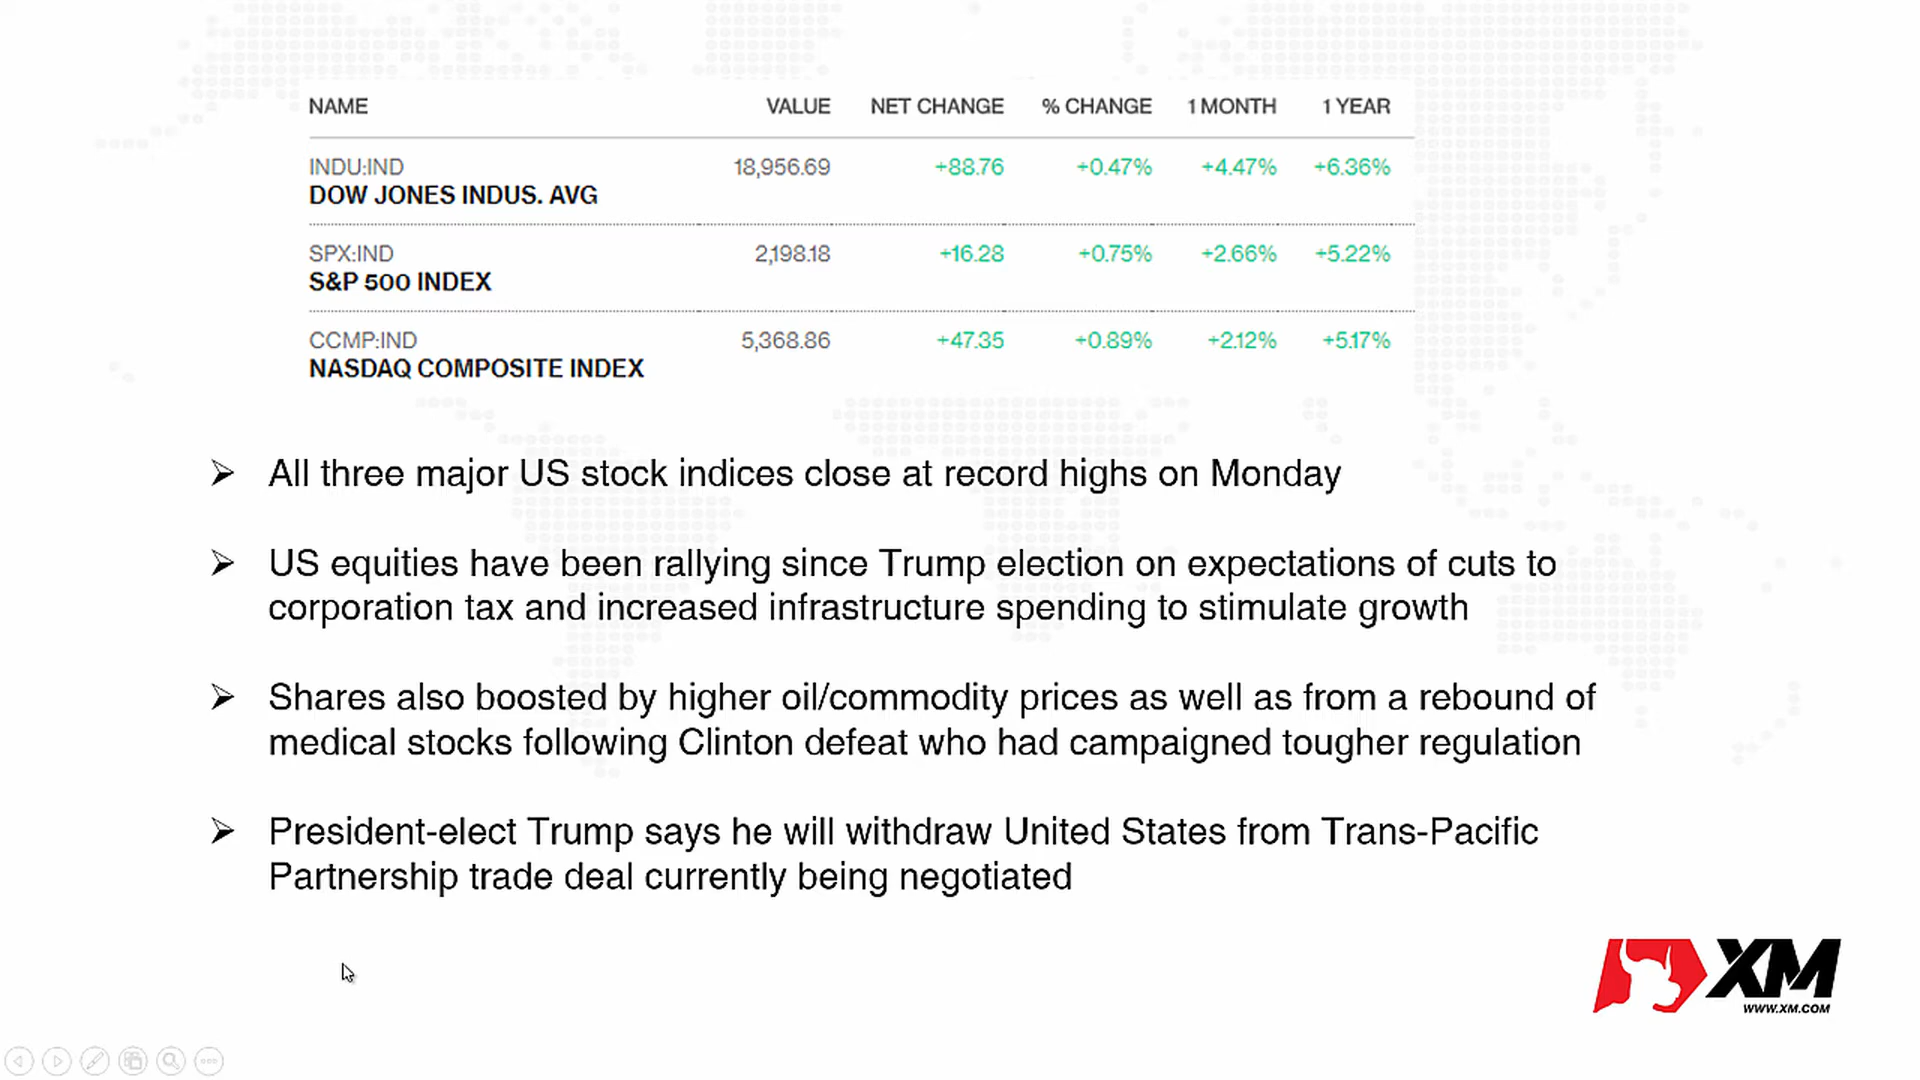 NAME VALUE NET CHANGE % CHANGE 1 MONTH 1 YEAR
INDU:IND 18,956.69 +88.76 +0.47% +4.47% +6.36%
DOW JONES INDUS. AVG
SPX:IND 2,198.18 +16.28 +0.75% +2.66% +5.22%
S&P 500 INDEX
CCMP:IND 5,368.86 +47.35 +0.89% +2.12% +5.17%
NASDAQ COMPOSITE INDEX
All three major US stock indices close at record highs on Monday
US equities have been rallying since Trump election on expectations of cuts to
corporation tax and increased infrastructure spending to stimulate growth
Shares also boosted by higher oil/commodity prices as well as from a rebound of
medical stocks following Clinton defeat who had campaigned tougher regulation
President-elect Trump says he will withdraw United States from Trans-Pacific
Partnership trade deal currently being negotiated
XM
WWW.XM.COM